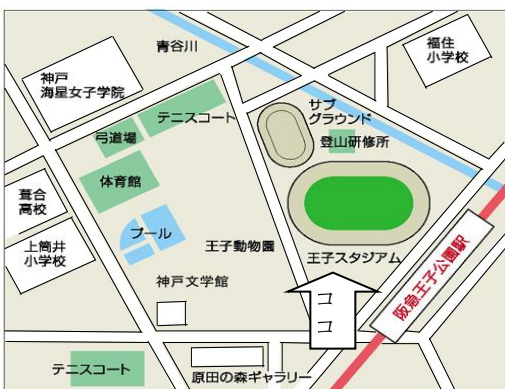 青谷川
福住
小学校
神戸
海星女子学院
テニスコート
サブ
グラウンド
弓道場
登山研修所
体育館
葺合
高校
プール
上筒井
小学校
王子動物園
王子スタジアム
阪急王子公園駅
神戸文学館
ココ
テニスコート
原田の森ギャラリー